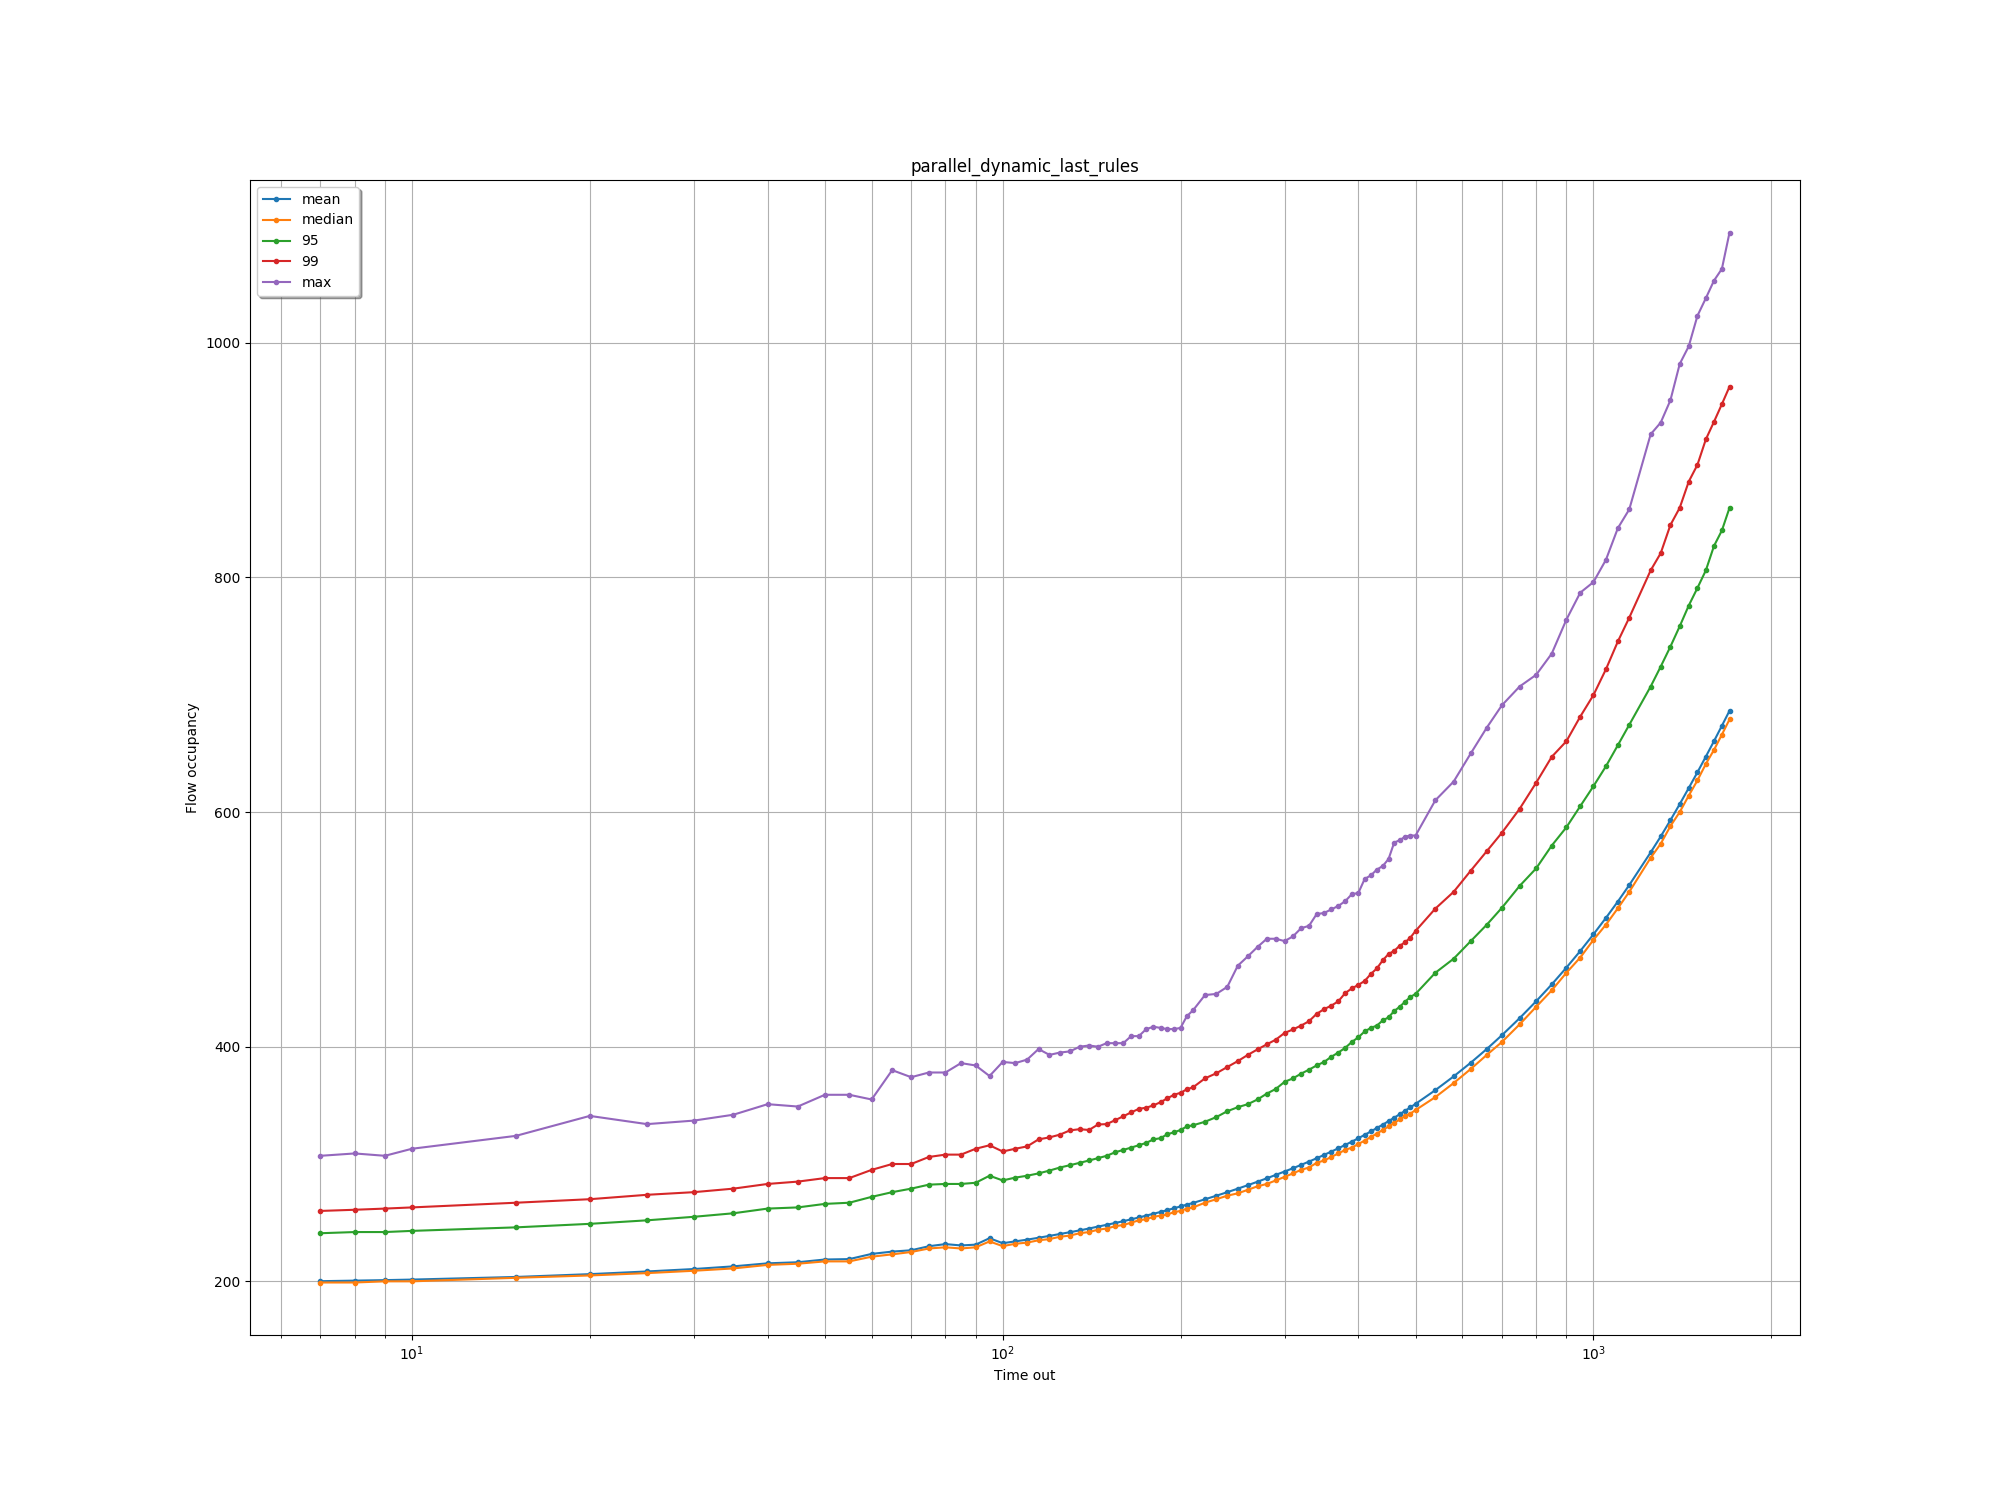 parallel_dynamic_last_rules
mean
median
95
99
max
1000
800
600
400
200
Flow occupancy
10¹
10²
10³
Time out